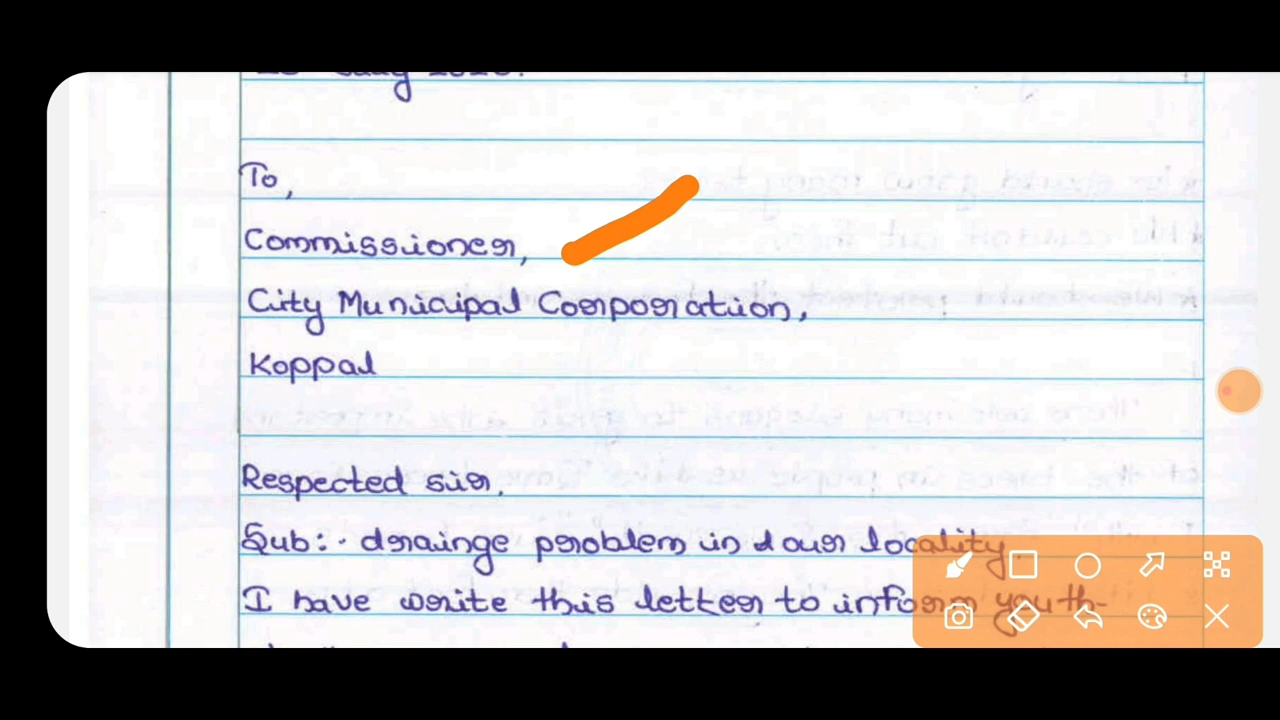 To,
Commissioner,
City Municipal Corporation,
Koppal
Respected sir,
Sub:- drainge problem in our locality.
I have write this letter to inform you th-